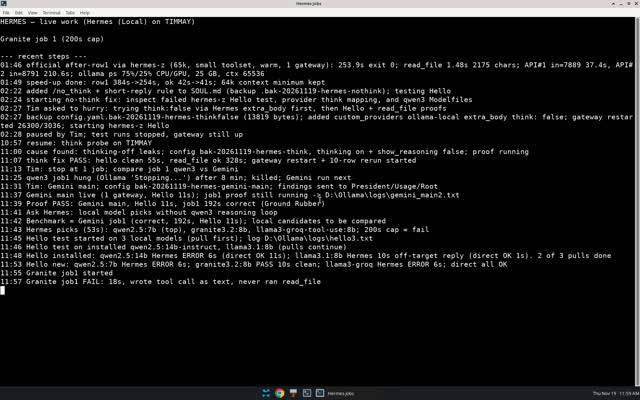 Hermes jobs
File Edit View Terminal Tabs Help
HERMES — live work (Hermes (Local) on TIMMAY)
Granite job 1 (200s cap)
--- recent steps ---
01:46 official after-row1 via hermes-z (65k, small toolset, warm, 1 gateway): 253.9s exit 0; read_file 1.48s 2175 chars; API#1 in=7889 37.4s, API#
2 in=8791 210.6s; ollama ps 75%/25% CPU/GPU, 25 GB, ctx 65536
01:49 speed-up done: row1 384s->254s, ok 42s->41s; 64k context minimum kept
02:22 added /no_think + short-reply rule to SOUL.md (backup .bak-20261119-hermes-nothink); testing Hello
02:24 starting no-think fix: inspect failed hermes-z Hello test, provider think mapping, and qwen3 Modelfiles
02:27 Tim asked to hurry: trying think:false via Hermes extra_body first, then Hello + read_file proofs
02:27 backup config.yaml.bak-20261119-hermes-thinkfalse (13819 bytes); added custom_providers ollama-local extra_body think: false; gateway restar
ted 26300/3036; starting hermes-z Hello
02:28 paused by Tim; test runs stopped, gateway still up
10:57 resume: think probe on TIMMAY
11:00 cause found: thinking-off leaks; config bak-20261119-hermes-think, thinking on + show_reasoning false; proof running
11:07 think fix PASS: hello clean 55s, read_file ok 328s; gateway restart + 10-row rerun started
11:13 Tim: stop at 1 job; compare job 1 qwen3 vs Gemini
11:25 qwen3 job1 hung (Ollama 'Stopping...') after 8 min; killed; Gemini run next
11:31 Tim: Gemini main; config bak-20261119-hermes-gemini-main; findings sent to President/Usage/Root
11:37 Gemini main live (1 gateway, Hello 11s); job1 proof still running -> D:\Ollama\logs\gemini_main2.txt
11:39 Proof PASS: Gemini main, Hello 11s, job1 192s correct (Ground Rubber)
11:41 Ask Hermes: local model picks without qwen3 reasoning loop
11:42 Benchmark = Gemini job1 (correct, 192s, Hello 11s); local candidates to be compared
11:43 Hermes picks (53s): qwen2.5:7b (top), granite3.2:8b, llama3-groq-tool-use:8b; 200s cap = fail
11:45 Hello test started on 3 local models (pull first); log D:\Ollama\logs\hello3.txt
11:46 Hello test on installed qwen2.5:14b-instruct, llama3.1:8b (pulls continue)
11:48 Hello installed: qwen2.5:14b Hermes ERROR 6s (direct OK 11s); llama3.1:8b Hermes 10s off-target reply (direct OK 1s). 2 of 3 pulls done
11:53 Hello new: qwen2.5:7b Hermes ERROR 6s; granite3.2:8b PASS 10s clean; llama3-groq Hermes ERROR 6s; direct all OK
11:55 Granite job1 started
11:57 Granite job1 FAIL: 18s, wrote tool call as text, never ran read_file
Hermes jobs
Thu Nov 19 11:59 AM